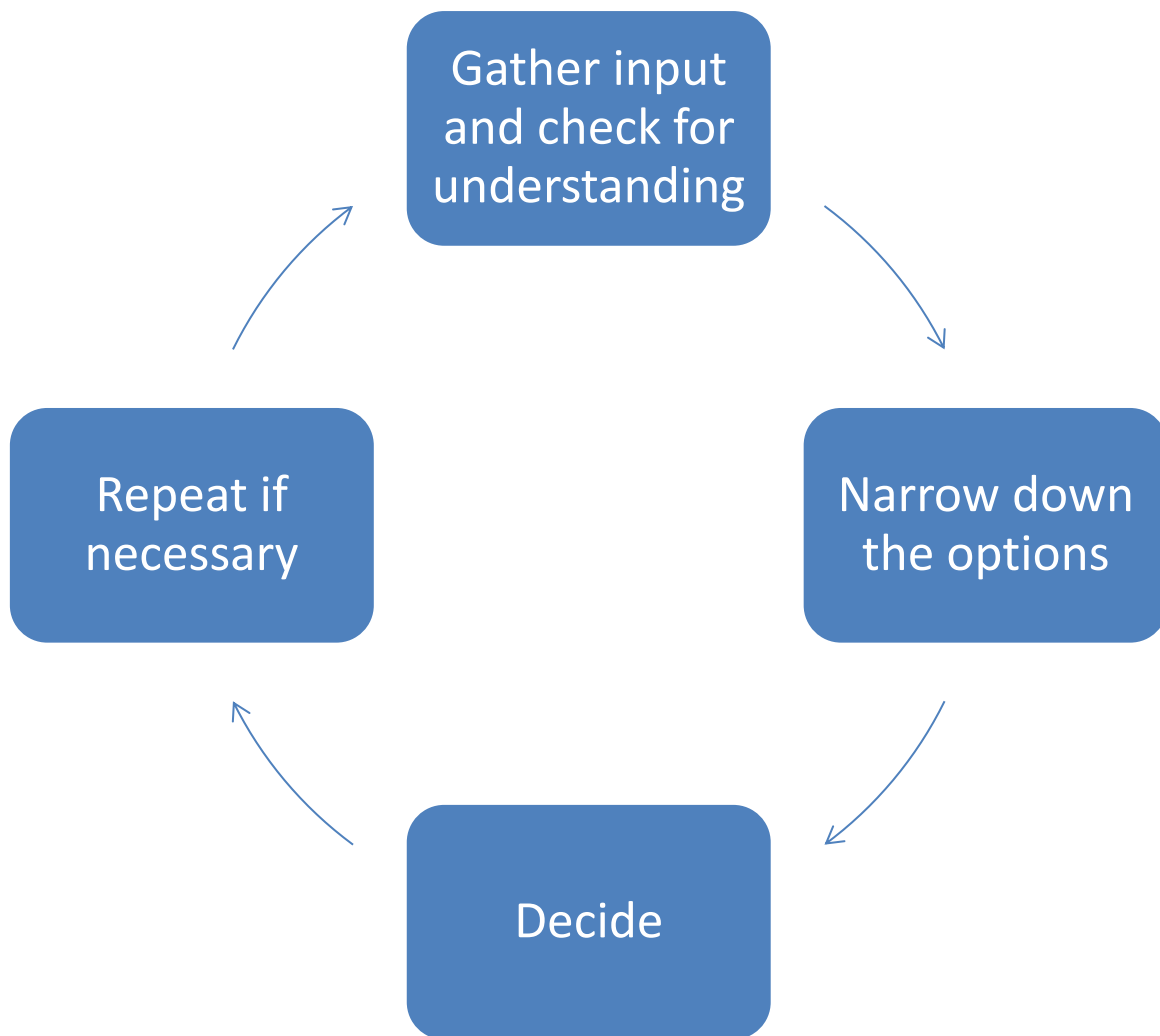 Gather input
and check for
understanding
Narrow down
the options
Decide
Repeat if
necessary